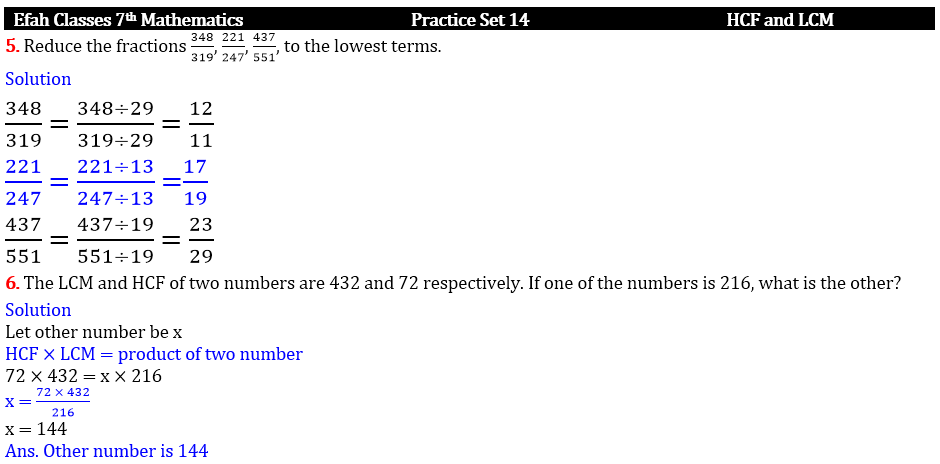 Efah Classes 7th Mathematics Practice Set 14 HCF and LCM
5. Reduce the fractions 348/319, 221/247, 437/551, to the lowest terms.
Solution
348/319 = 348÷29/319÷29 = 12/11
221/247 = 221÷13/247÷13 = 17/19
437/551 = 437÷19/551÷19 = 23/29
6. The LCM and HCF of two numbers are 432 and 72 respectively. If one of the numbers is 216, what is the other?
Solution
Let other number be x
HCF × LCM = product of two number
72 × 432 = x × 216
x = 72 × 432/216
x = 144
Ans. Other number is 144